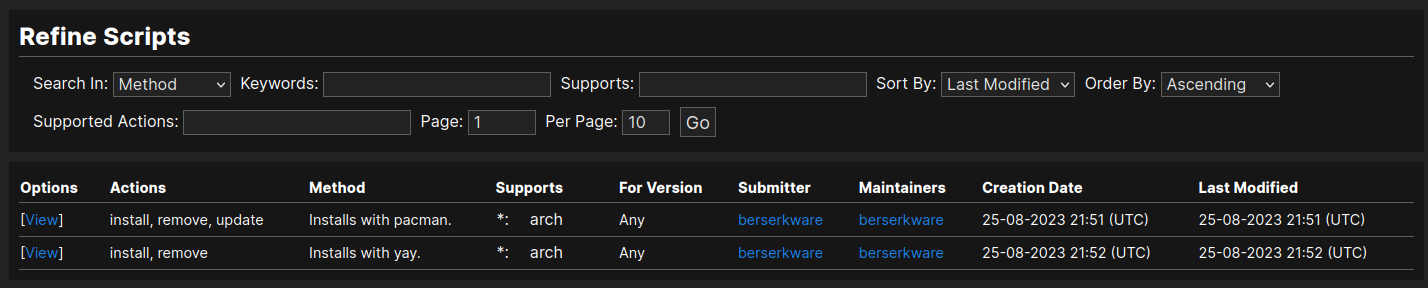 Refine Scripts
Search In: Method Keywords: Supports: Sort By: Last Modified Order By: Ascending
Supported Actions: Page: 1 Per Page: 10 Go
Options Actions Method Supports For Version Submitter Maintainers Creation Date Last Modified
[View] install, remove, update Installs with pacman. *: arch Any berserkware berserkware 25-08-2023 21:51 (UTC) 25-08-2023 21:51 (UTC)
[View] install, remove Installs with yay. *: arch Any berserkware berserkware 25-08-2023 21:52 (UTC) 25-08-2023 21:52 (UTC)